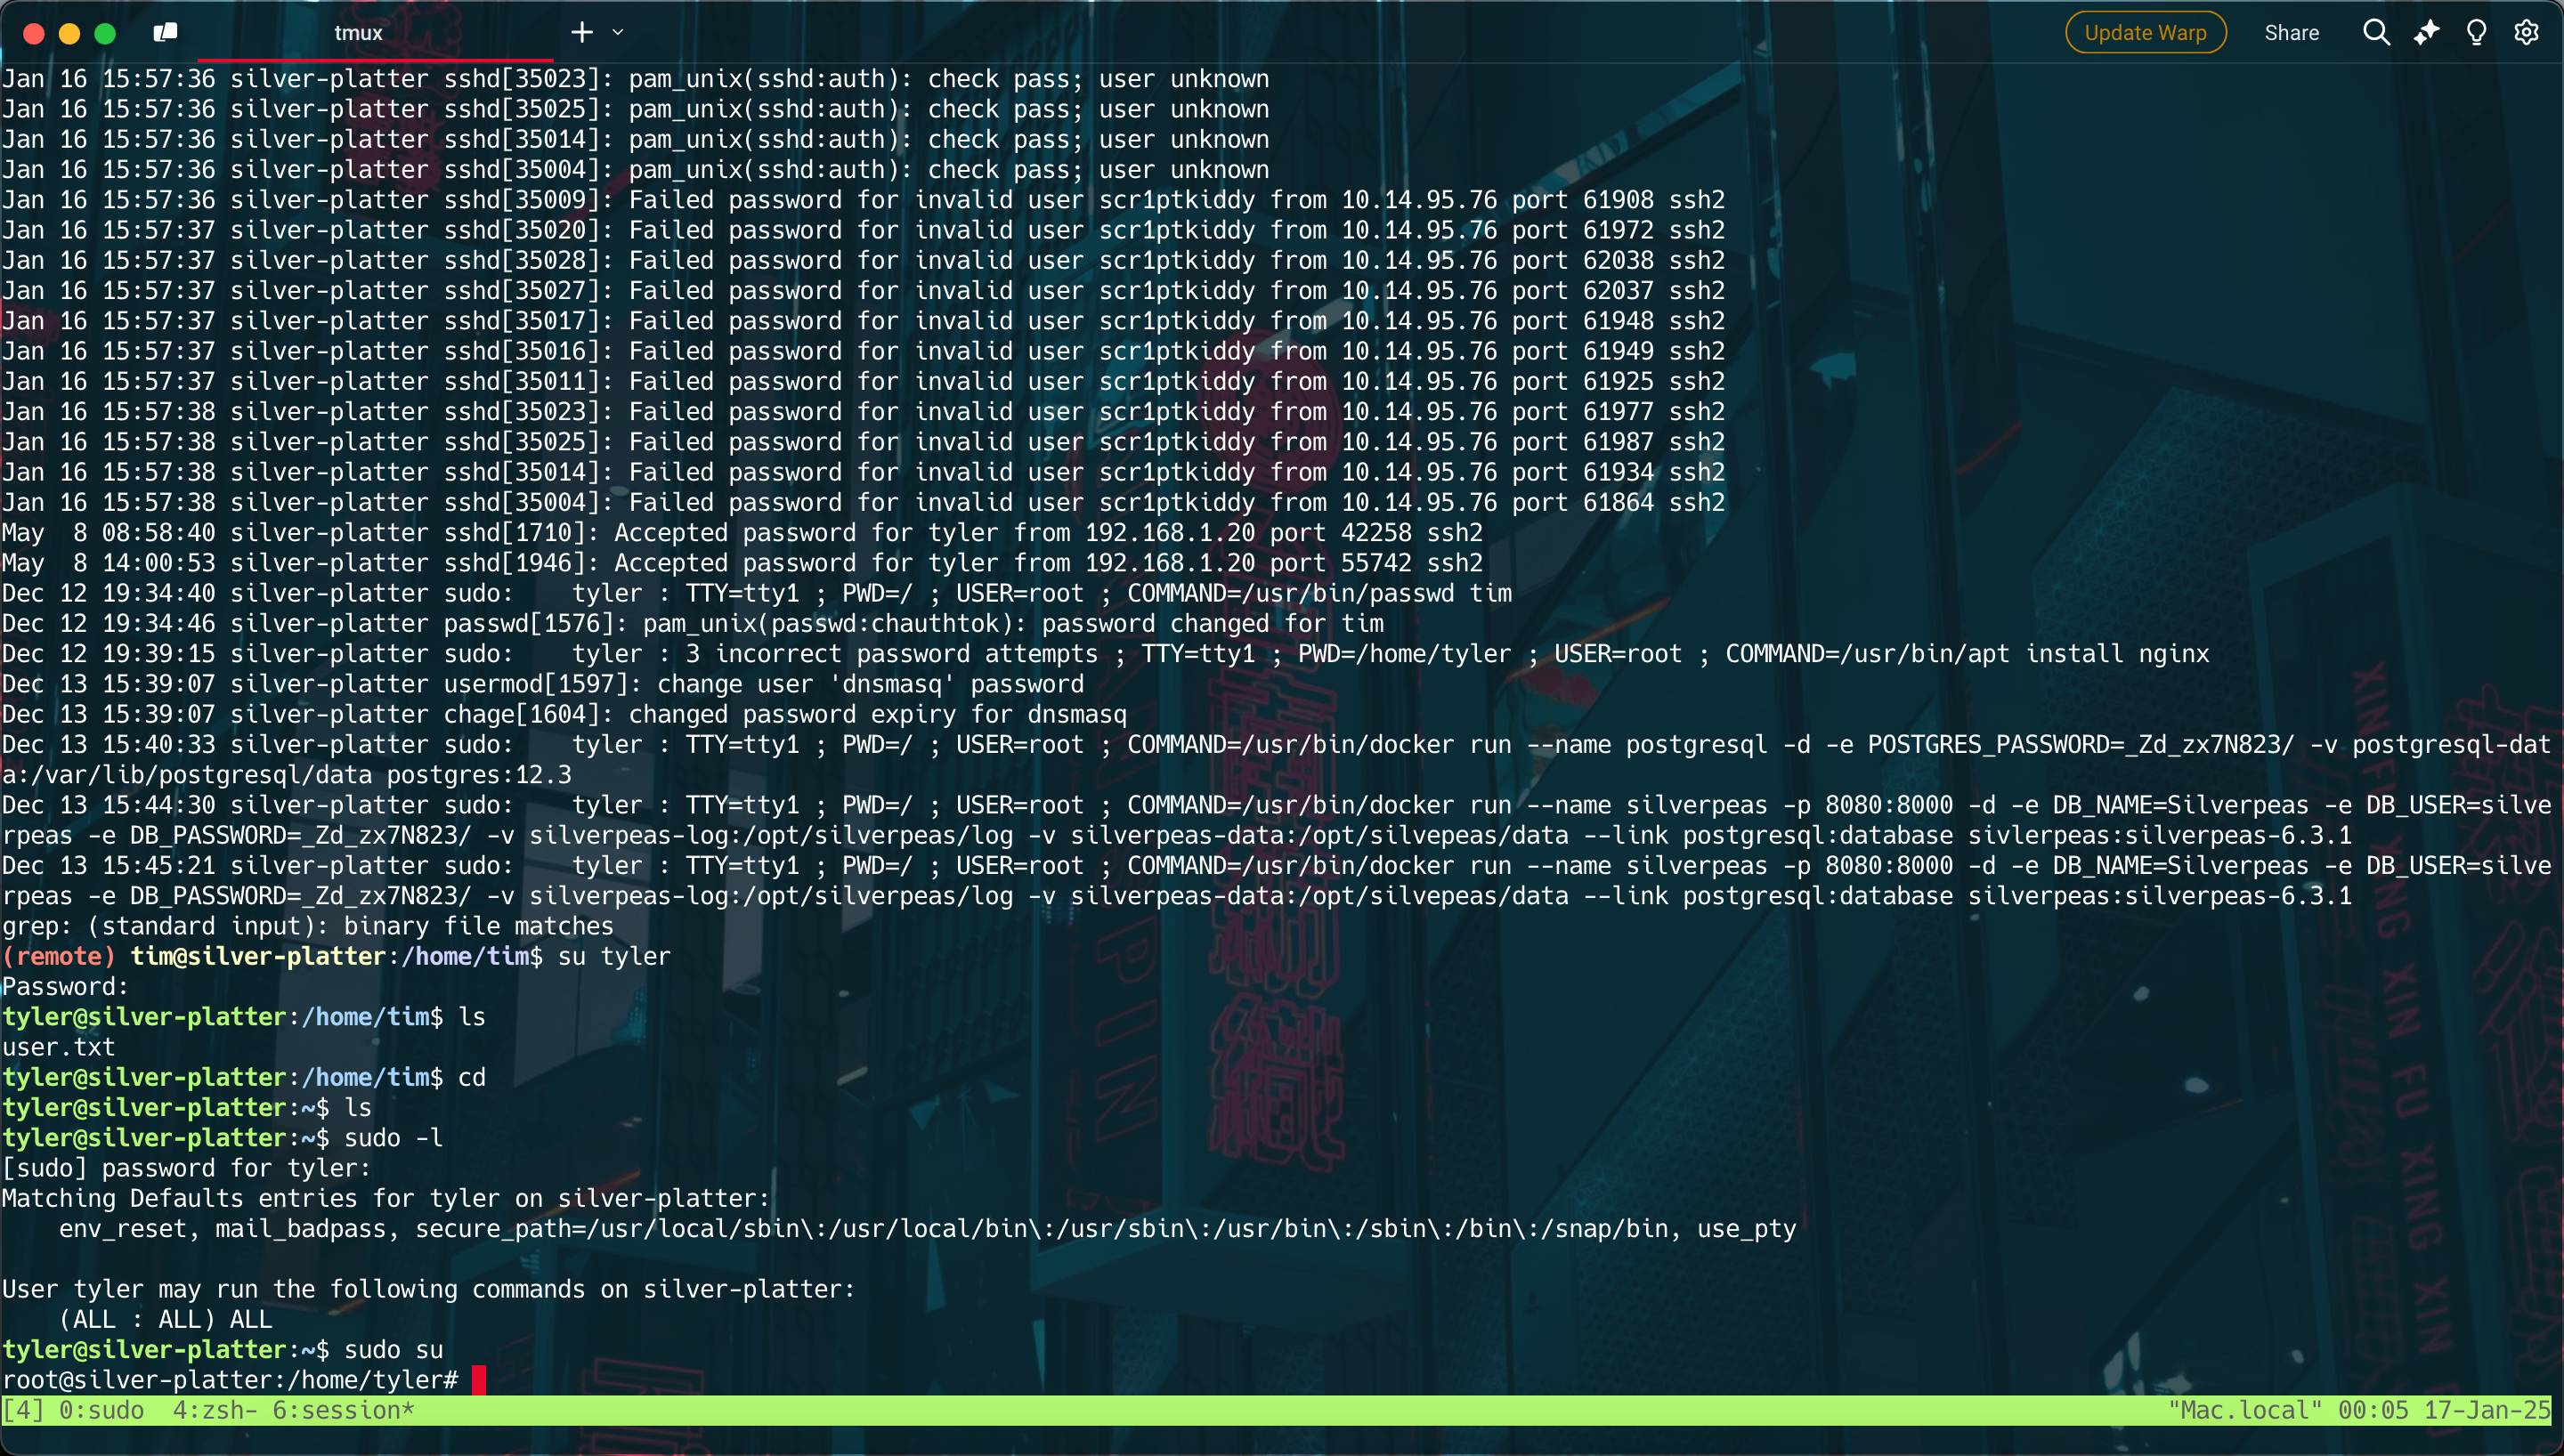 tmux
Update Warp
Share
Jan 16 15:57:36 silver-platter sshd[35023]: pam_unix(sshd:auth): check pass; user unknown
Jan 16 15:57:36 silver-platter sshd[35025]: pam_unix(sshd:auth): check pass; user unknown
Jan 16 15:57:36 silver-platter sshd[35014]: pam_unix(sshd:auth): check pass; user unknown
Jan 16 15:57:36 silver-platter sshd[35004]: pam_unix(sshd:auth): check pass; user unknown
Jan 16 15:57:36 silver-platter sshd[35009]: Failed password for invalid user scr1ptkiddy from 10.14.95.76 port 61908 ssh2
Jan 16 15:57:37 silver-platter sshd[35020]: Failed password for invalid user scr1ptkiddy from 10.14.95.76 port 61972 ssh2
Jan 16 15:57:37 silver-platter sshd[35028]: Failed password for invalid user scr1ptkiddy from 10.14.95.76 port 62038 ssh2
Jan 16 15:57:37 silver-platter sshd[35027]: Failed password for invalid user scr1ptkiddy from 10.14.95.76 port 62037 ssh2
Jan 16 15:57:37 silver-platter sshd[35017]: Failed password for invalid user scr1ptkiddy from 10.14.95.76 port 61948 ssh2
Jan 16 15:57:37 silver-platter sshd[35016]: Failed password for invalid user scr1ptkiddy from 10.14.95.76 port 61949 ssh2
Jan 16 15:57:37 silver-platter sshd[35011]: Failed password for invalid user scr1ptkiddy from 10.14.95.76 port 61925 ssh2
Jan 16 15:57:38 silver-platter sshd[35023]: Failed password for invalid user scr1ptkiddy from 10.14.95.76 port 61977 ssh2
Jan 16 15:57:38 silver-platter sshd[35025]: Failed password for invalid user scr1ptkiddy from 10.14.95.76 port 61987 ssh2
Jan 16 15:57:38 silver-platter sshd[35014]: Failed password for invalid user scr1ptkiddy from 10.14.95.76 port 61934 ssh2
Jan 16 15:57:38 silver-platter sshd[35004]: Failed password for invalid user scr1ptkiddy from 10.14.95.76 port 61864 ssh2
May  8 08:58:40 silver-platter sshd[1710]: Accepted password for tyler from 192.168.1.20 port 42258 ssh2
May  8 14:00:53 silver-platter sshd[1946]: Accepted password for tyler from 192.168.1.20 port 55742 ssh2
Dec 12 19:34:40 silver-platter sudo:    tyler : TTY=tty1 ; PWD=/ ; USER=root ; COMMAND=/usr/bin/passwd tim
Dec 12 19:34:46 silver-platter passwd[1576]: pam_unix(passwd:chauthtok): password changed for tim
Dec 12 19:39:15 silver-platter sudo:    tyler : 3 incorrect password attempts ; TTY=tty1 ; PWD=/home/tyler ; USER=root ; COMMAND=/usr/bin/apt install nginx
Dec 13 15:39:07 silver-platter usermod[1597]: change user 'dnsmasq' password
Dec 13 15:39:07 silver-platter chage[1604]: changed password expiry for dnsmasq
Dec 13 15:40:33 silver-platter sudo:    tyler : TTY=tty1 ; PWD=/ ; USER=root ; COMMAND=/usr/bin/docker run --name postgresql -d -e POSTGRES_PASSWORD=_Zd_zx7N823/ -v postgresql-dat
a:/var/lib/postgresql/data postgres:12.3
Dec 13 15:44:30 silver-platter sudo:    tyler : TTY=tty1 ; PWD=/ ; USER=root ; COMMAND=/usr/bin/docker run --name silverpeas -p 8080:8000 -d -e DB_NAME=Silverpeas -e DB_USER=silve
rpeas -e DB_PASSWORD=_Zd_zx7N823/ -v silverpeas-log:/opt/silverpeas/log -v silverpeas-data:/opt/silvepeas/data --link postgresql:database sivlerpeas:silverpeas-6.3.1
Dec 13 15:45:21 silver-platter sudo:    tyler : TTY=tty1 ; PWD=/ ; USER=root ; COMMAND=/usr/bin/docker run --name silverpeas -p 8080:8000 -d -e DB_NAME=Silverpeas -e DB_USER=silve
rpeas -e DB_PASSWORD=_Zd_zx7N823/ -v silverpeas-log:/opt/silverpeas/log -v silverpeas-data:/opt/silvepeas/data --link postgresql:database silverpeas:silverpeas-6.3.1
grep: (standard input): binary file matches
(remote) tim@silver-platter:/home/tim$ su tyler
Password:
tyler@silver-platter:/home/tim$ ls
user.txt
tyler@silver-platter:/home/tim$ cd
tyler@silver-platter:~$ ls
tyler@silver-platter:~$ sudo -l
[sudo] password for tyler:
Matching Defaults entries for tyler on silver-platter:
    env_reset, mail_badpass, secure_path=/usr/local/sbin\:/usr/local/bin\:/usr/sbin\:/usr/bin\:/sbin\:/bin\:/snap/bin, use_pty
User tyler may run the following commands on silver-platter:
    (ALL : ALL) ALL
tyler@silver-platter:~$ sudo su
root@silver-platter:/home/tyler#
[4] 0:sudo  4:zsh- 6:session*
"Mac.local" 00:05 17-Jan-25
XIN FU XING XIN FU XING XIN FU